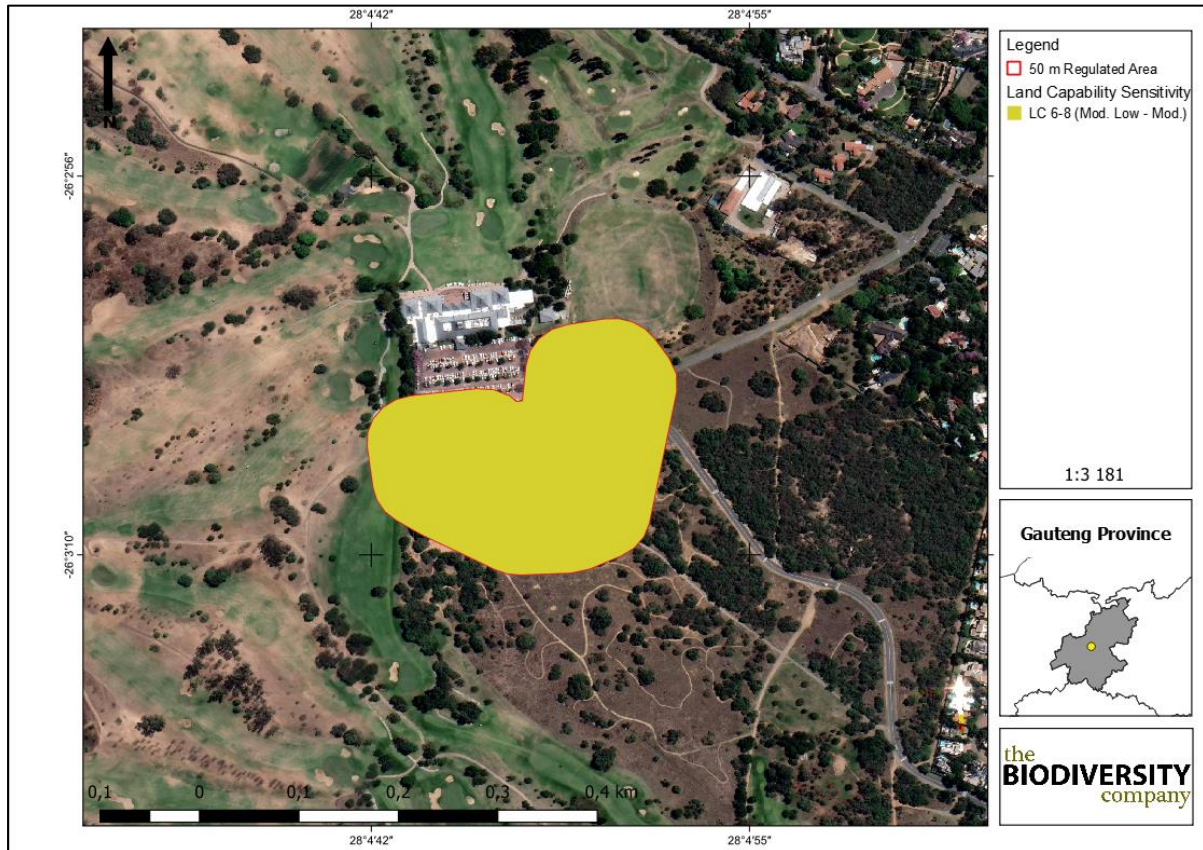 28°4'42"
28°4'55"
N
-26°2'56"
-26°3'10"
0,1
0
0,1
0,2
0,3
0,4 km
28°4'42"
28°4'55"
Legend
50 m Regulated Area
Land Capability Sensitivity
LC 6-8 (Mod. Low - Mod.)
1:3 181
Gauteng Province
the
BIODIVERSITY
company